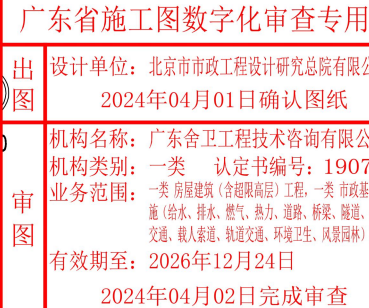 广东省施工图数字化审查专用
出图
设计单位：北京市市政工程设计研究总院有限公
2024年04月01日确认图纸
审图
机构名称：广东舍卫工程技术咨询有限公
机构类别：一类 认定书编号：1907
业务范围：一类 房屋建筑（含超限高层）工程，一类 市政基
施（给水、排水、燃气、热力、道路、桥梁、隧道、
交通、载人索道、轨道交通、环境卫生、风景园林）
有效期至：2026年12月24日
2024年04月02日完成审查